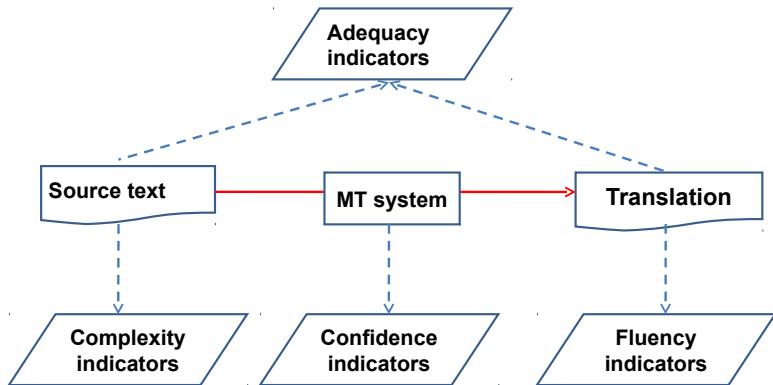 Adequacy
indicators
Source text
MT system
Translation
Complexity
indicators
Confidence
indicators
Fluency
indicators